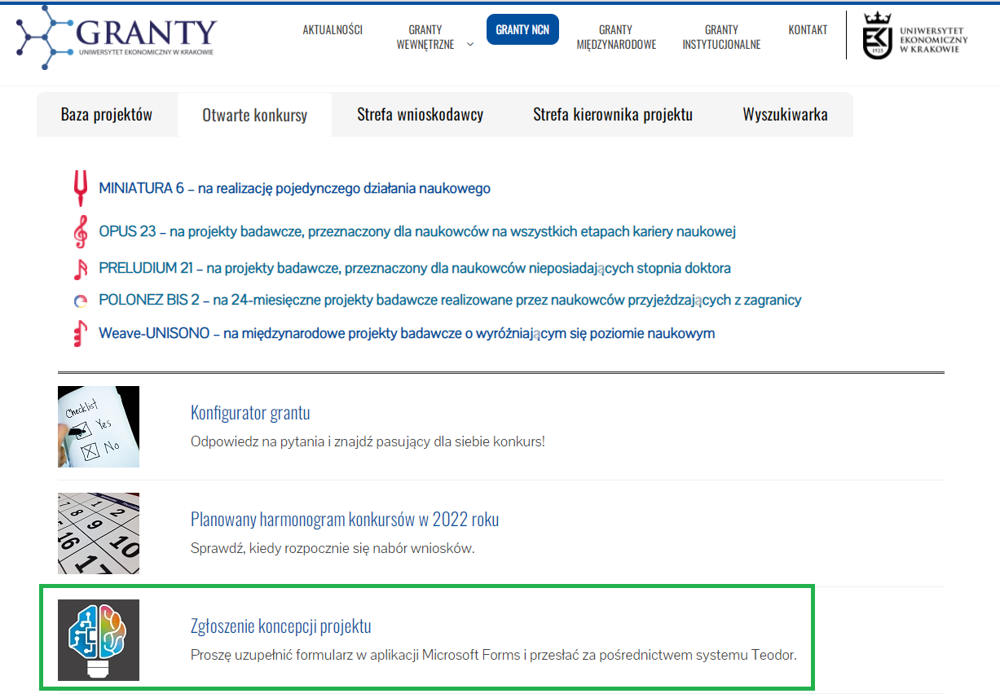 GRANTY
UNIWERSYTET EKONOMICZNY W KRAKOWIE
AKTUALNOŚCI
GRANTY
WEWNĘTRZNE
GRANTY NCN
GRANTY
MIĘDZYNARODOWE
GRANTY
INSTYTUCJONALNE
KONTAKT
1925
UNIWERSYTET
EKONOMICZNY
W KRAKOWIE
Baza projektów
Otwarte konkursy
Strefa wnioskodawcy
Strefa kierownika projektu
Wyszukiwarka
MINIATURA 6 – na realizację pojedynczego działania naukowego
OPUS 23 – na projekty badawcze, przeznaczony dla naukowców na wszystkich etapach kariery naukowej
PRELUDIUM 21 – na projekty badawcze, przeznaczony dla naukowców nieposiadających stopnia doktora
POLONEZ BIS 2 – na 24-miesięczne projekty badawcze realizowane przez naukowców przyjeżdzających z zagranicy
Weave-UNISONO – na międzynarodowe projekty badawcze o wyróżniającym się poziomie naukowym
Checklist
Yes
No
Konfigurator grantu
Odpowiedz na pytania i znajdź pasujący dla siebie konkurs!
1
2
8
9
16
10
17
Planowany harmonogram konkursów w 2022 roku
Sprawdź, kiedy rozpocznie się nabór wniosków.
Zgłoszenie koncepcji projektu
Proszę uzupełnić formularz w aplikacji Microsoft Forms i przesłać za pośrednictwem systemu Teodor.